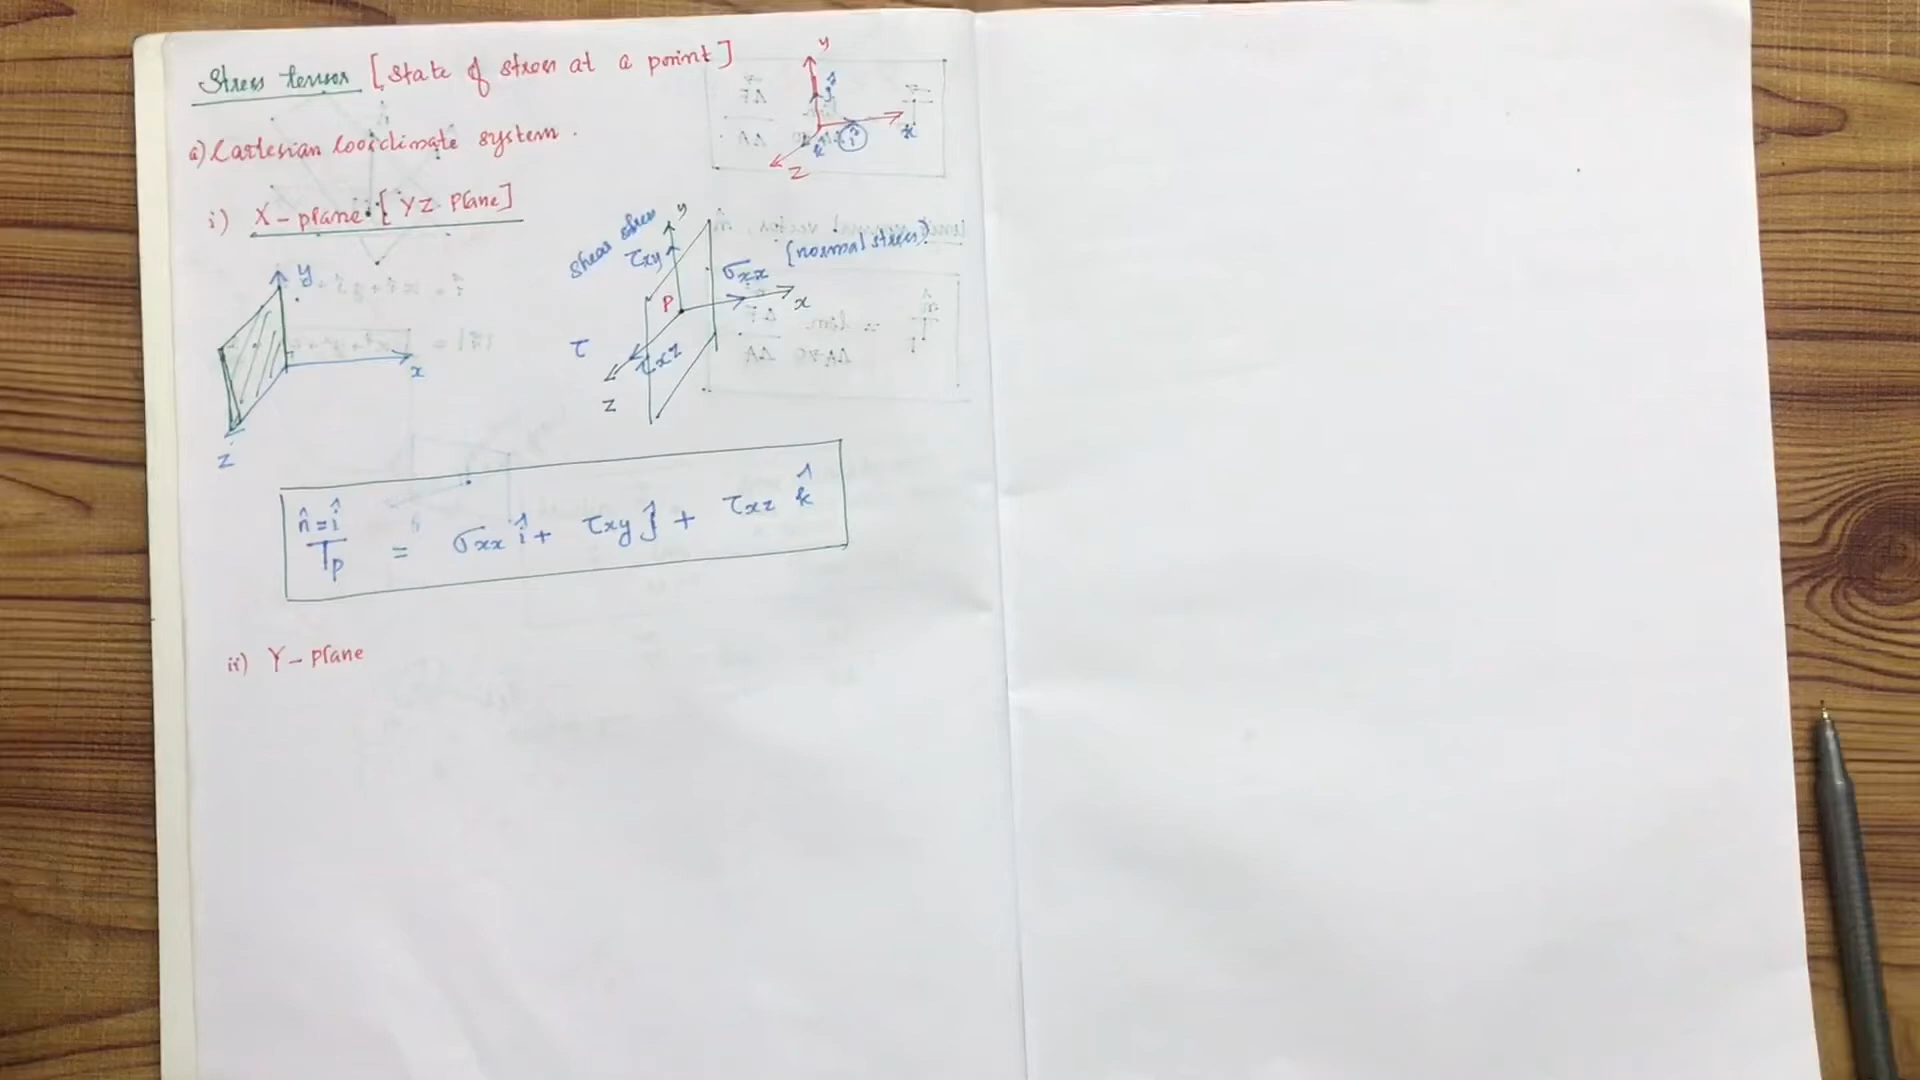 Stress tensor [State of stress at a point]
y
ĵ
î
x
k̂
z
a) Cartesian coordinate system.
i) X-plane [YZ Plane]
y
x
z
shear stress
y
τxy
σxx
[normal stress]
P
x
τ
τxz
z
n̂=î
Tp = σxx î + τxy ĵ + τxz k̂
ii) Y-plane